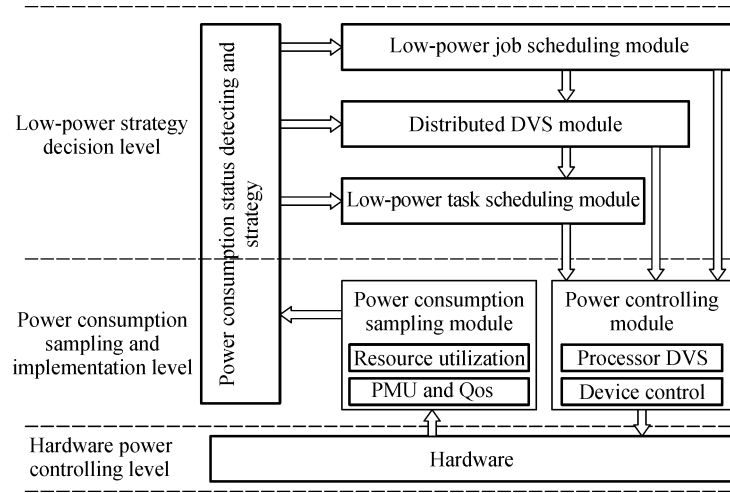 Low-power strategy
decision level
Power consumption status detecting and
strategy
Low-power job scheduling module
Distributed DVS module
Low-power task scheduling module
Power consumption
sampling and
implementation level
Power consumption
sampling module
Resource utilization
PMU and Qos
Power controlling
module
Processor DVS
Device control
Hardware power
controlling level
Hardware